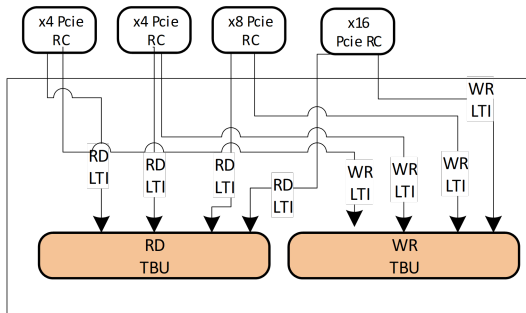 x4 Pcie
RC
x4 Pcie
RC
x8 Pcie
RC
x16
Pcie RC
WR
LTI
RD
LTI
RD
LTI
RD
LTI
RD
LTI
WR
LTI
WR
LTI
WR
LTI
RD
TBU
WR
TBU